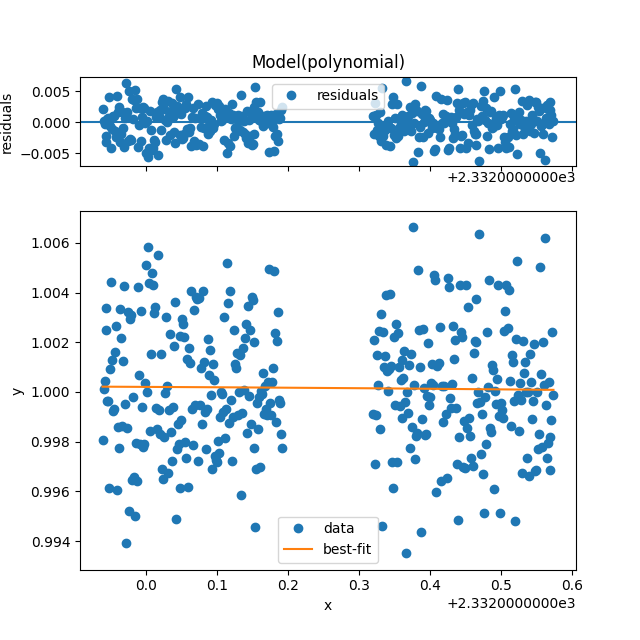 Model(polynomial)
residuals
0.005
0.000
−0.005
residuals
+2.3320000000e3
y
1.006
1.004
1.002
1.000
0.998
0.996
0.994
data
best-fit
0.0 0.1 0.2 0.3 0.4 0.5 0.6
x
+2.3320000000e3